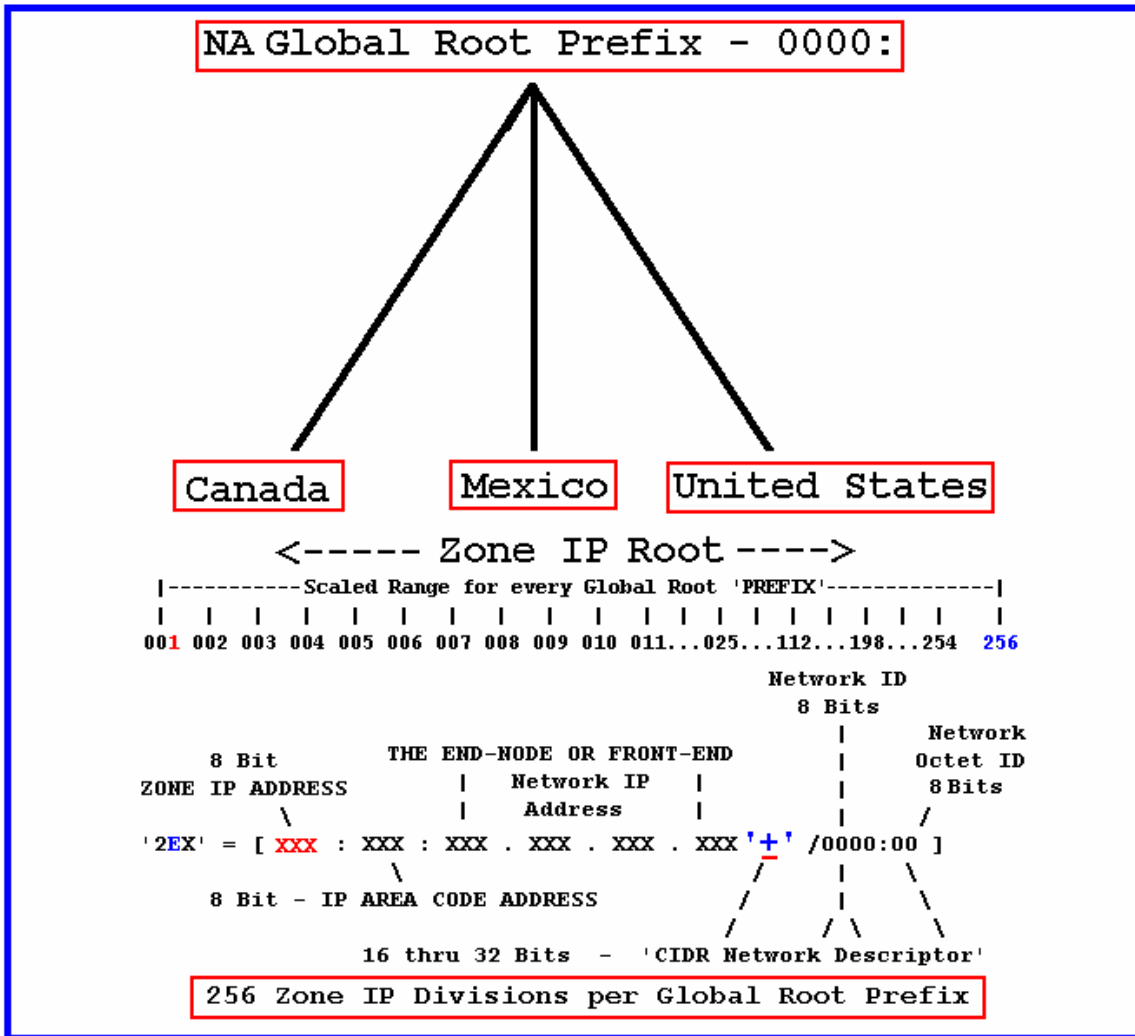 NA Global Root Prefix - 0000:
Canada
Mexico
United States
<----- Zone IP Root ---->
|-----------Scaled Range for every Global Root 'PREFIX'--------------|
001 002 003 004 005 006 007 008 009 010 011...025...112...198...254 256
Network ID
8 Bits
Network
Octet ID
8 Bits
8 Bit
ZONE IP ADDRESS
THE END-NODE OR FRONT-END
Network IP
Address
'2EX' = [ XXX : XXX : XXX . XXX . XXX . XXX '+' /0000:00 ]
8 Bit - IP AREA CODE ADDRESS
16 thru 32 Bits - 'CIDR Network Descriptor'
256 Zone IP Divisions per Global Root Prefix